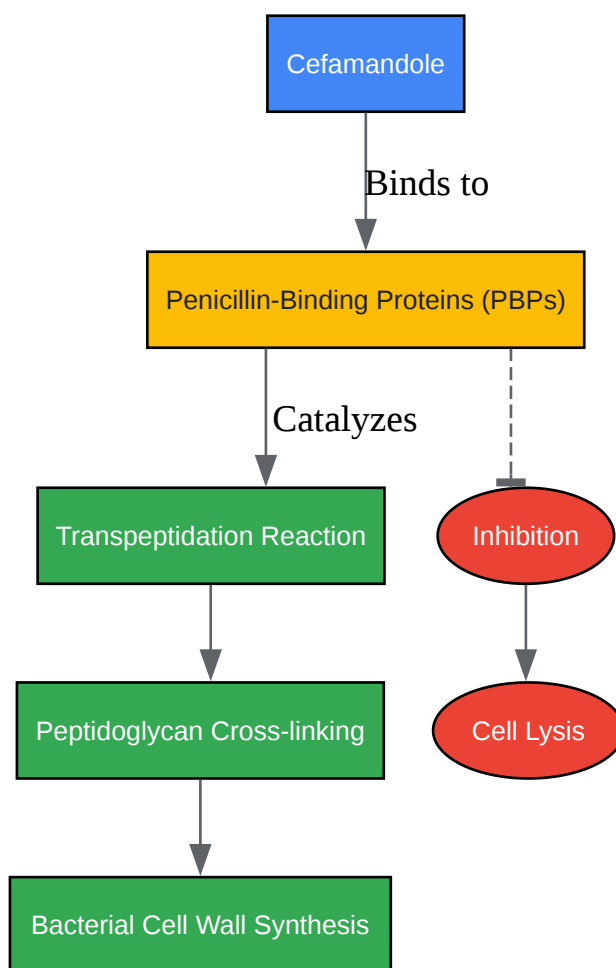 Cefamandole
Binds to
Penicillin-Binding Proteins (PBPs)
Catalyzes
Transpeptidation Reaction
Inhibition
Peptidoglycan Cross-linking
Cell Lysis
Bacterial Cell Wall Synthesis